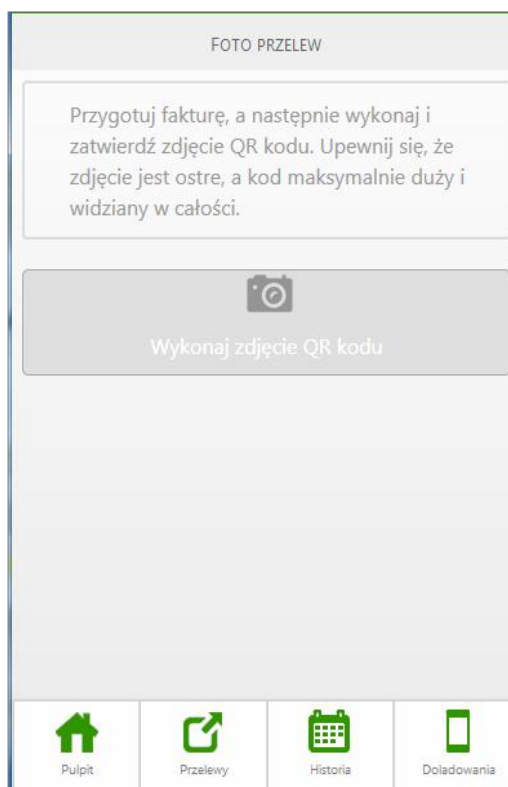 FOTO PRZELEW
Przygotuj fakturę, a następnie wykonaj i
zatwierdź zdjęcie QR kodu. Upewnij się, że
zdjęcie jest ostre, a kod maksymalnie duży i
widziany w całości.
Wykonaj zdjęcie QR kodu
Pulpit
Przelewy
Historia
Doladowania